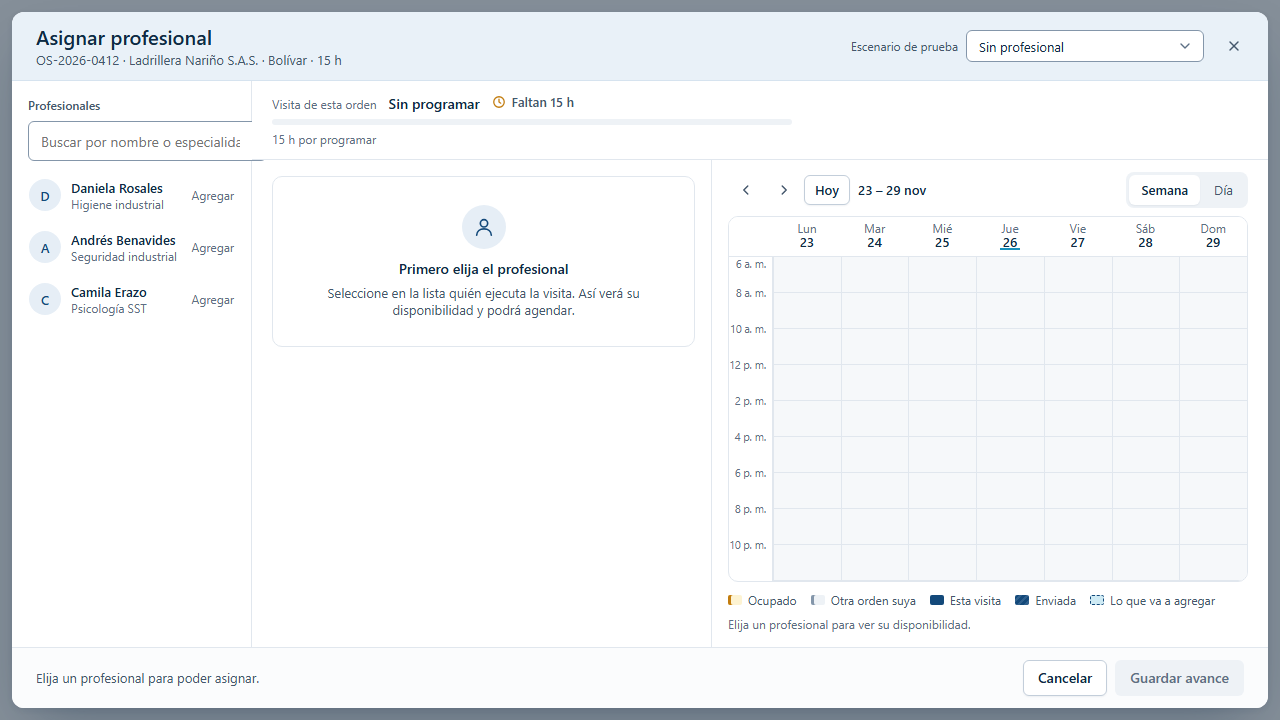 Asignar profesional
OS-2026-0412 · Ladrillera Nariño S.A.S. · Bolívar · 15 h
Escenario de prueba
Sin profesional
Profesionales
Buscar por nombre o especialida
D
Daniela Rosales
Higiene industrial
Agregar
A
Andrés Benavides
Seguridad industrial
Agregar
C
Camila Erazo
Psicología SST
Agregar
Visita de esta orden Sin programar Faltan 15 h
15 h por programar
Primero elija el profesional
Seleccione en la lista quién ejecuta la visita. Así verá su
disponibilidad y podrá agendar.
Hoy 23 – 29 nov
Semana Día
Lun Mar Mié Jue Vie Sáb Dom
23 24 25 26 27 28 29
6 a. m.
8 a. m.
10 a. m.
12 p. m.
2 p. m.
4 p. m.
6 p. m.
8 p. m.
10 p. m.
Ocupado Otra orden suya Esta visita Enviada Lo que va a agregar
Elija un profesional para ver su disponibilidad.
Elija un profesional para poder asignar.
Cancelar Guardar avance